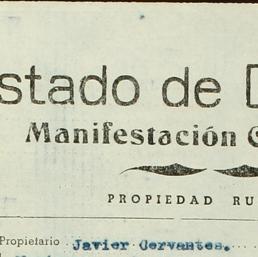 stado de
Manifestación
PROPIEDAD RU
Propietario . Javier Cervantes.